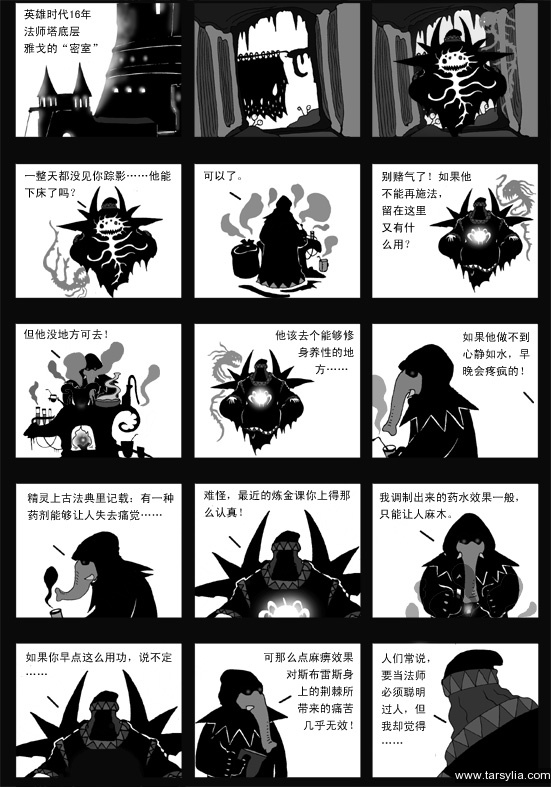 英雄时代16年
法师塔底层
雅戈的“密室”
一整天都没见你踪影……他能
下床了吗？
可以了。
别赌气了！如果他
不能再施法，
留在这里
又有什
么用？
但他没地方可去！
他该去个能够修
身养性的地
方……
如果他做不到
心静如水，早
晚会疼疯的！
精灵上古法典里记载：有一种
药剂能够让人失去痛觉……
难怪，最近的炼金课你上得那
么认真！
我调制出来的药水效果一般，
只能让人麻木。
如果你早点这么用功，说不定
……
可那么点麻痹效果
对斯布雷斯身
上的荆棘所
带来的痛苦
几乎无效！
人们常说，
要当法师
必须聪明
过人，但
我却觉得
……
www.tarsylia.com